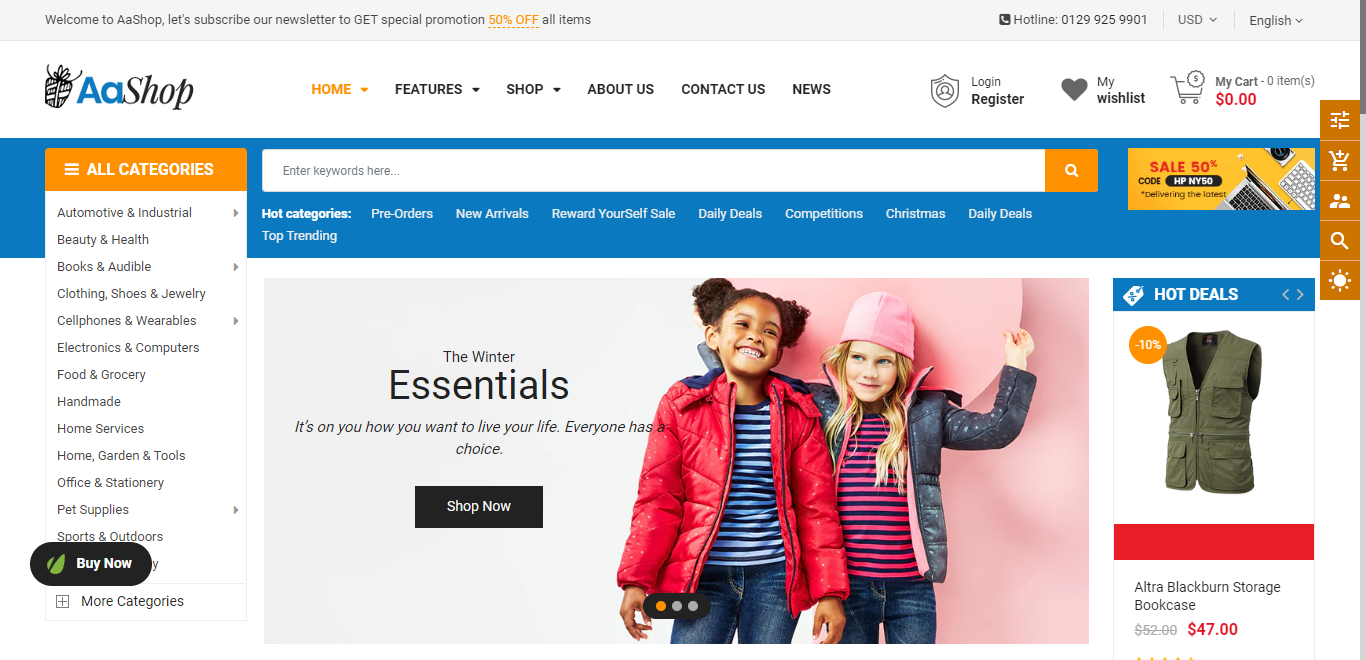 Welcome to AaShop, let's subscribe our newsletter to GET special promotion 50% OFF all items
Hotline: 0129 925 9901
USD
English
AaShop
HOME
FEATURES
SHOP
ABOUT US
CONTACT US
NEWS
Login
Register
My
wishlist
$
My Cart - 0 item(s)
$0.00
ALL CATEGORIES
Enter keywords here...
Hot categories: Pre-Orders New Arrivals Reward YourSelf Sale Daily Deals Competitions Christmas Daily Deals
Top Trending
SALE 50%
CODE HP NY50
*Delivering the latest
Automotive & Industrial
Beauty & Health
Books & Audible
Clothing, Shoes & Jewelry
Cellphones & Wearables
Electronics & Computers
Food & Grocery
Handmade
Home Services
Home, Garden & Tools
Office & Stationery
Pet Supplies
Sports & Outdoors
Buy Now
More Categories
The Winter
Essentials
It's on you how you want to live your life. Everyone has a
choice.
Shop Now
HOT DEALS
-10%
Altra Blackburn Storage
Bookcase
$52.00 $47.00